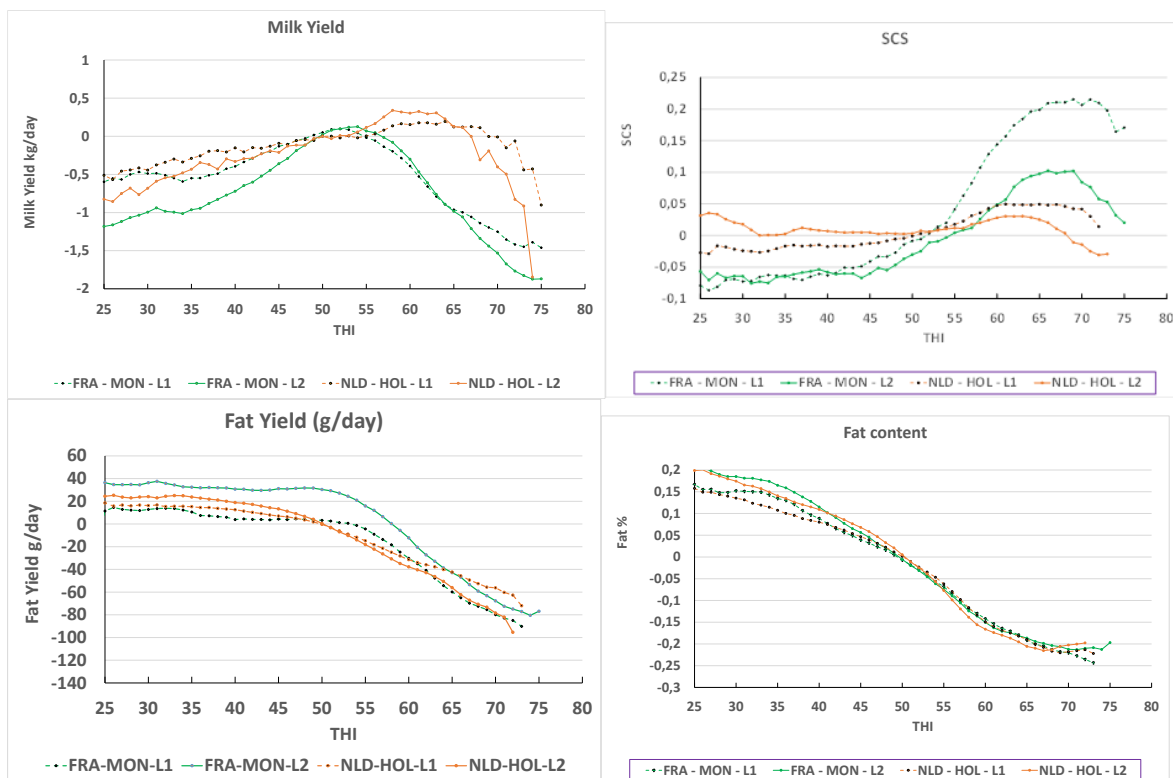 Milk Yield
1
0,5
0
-0,5
-1
-1,5
-2
Milk Yield kg/day
25 30 35 40 45 50 55 60 65 70 75 80
THI
FRA - MON - L1 FRA - MON - L2 NLD - HOL - L1 NLD - HOL - L2
SCS
0,25
0,2
0,15
0,1
0,05
0
-0,05
-0,1
SCS
25 30 35 40 45 50 55 60 65 70 75 80
THI
FRA - MON - L1 FRA - MON - L2 NLD - HOL - L1 NLD - HOL - L2
Fat Yield (g/day)
60
40
20
0
-20
-40
-60
-80
-100
-120
-140
Fat Yield g/day
25 30 35 40 45 50 55 60 65 70 75 80
THI
FRA-MON-L1 FRA-MON-L2 NLD-HOL-L1 NLD-HOL-L2
Fat content
0,2
0,15
0,1
0,05
0
-0,05
-0,1
-0,15
-0,2
-0,25
-0,3
Fat %
25 30 35 40 45 50 55 60 65 70 75 80
THI
FRA - MON - L1 FRA - MON - L2 NLD - HOL - L1 NLD - HOL - L2